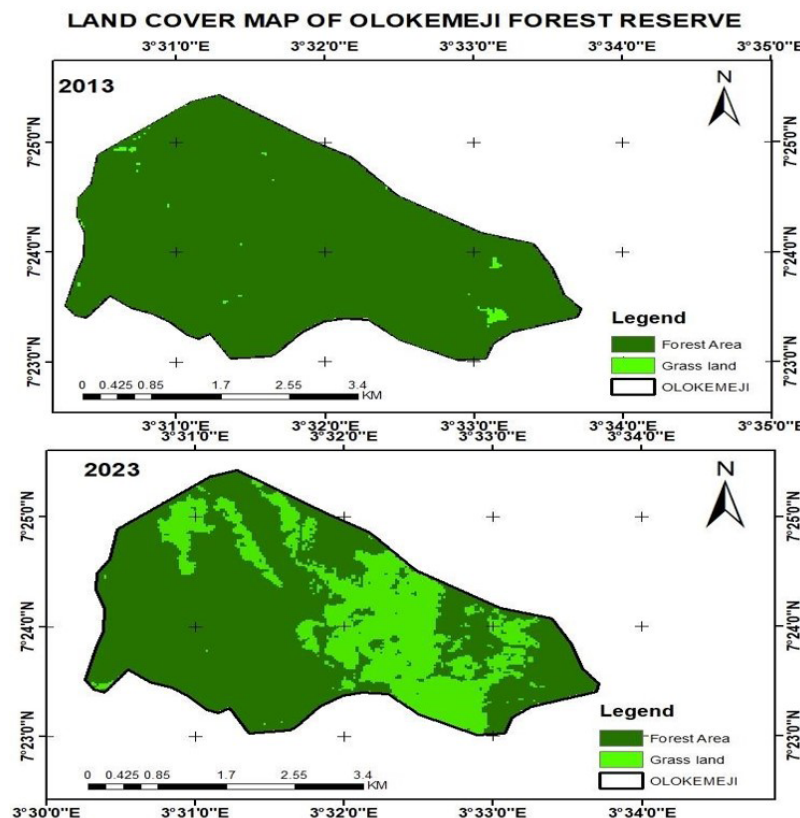 LAND COVER MAP OF OLOKEMEJI FOREST RESERVE
3°31'0"E 3°32'0"E 3°33'0"E 3°34'0"E 3°35'0"E
2013
N
7°25'0"N 7°25'0"N
7°24'0"N 7°24'0"N
7°23'0"N 7°23'0"N
Legend
Forest Area
Grass land
OLOKEMEJI
0 0.425 0.85 1.7 2.55 3.4
KM
3°31'0"E 3°32'0"E 3°33'0"E 3°34'0"E 3°35'0"E
3°31'0"E 3°32'0"E 3°33'0"E 3°34'0"E
2023
N
7°25'0"N 7°25'0"N
7°24'0"N 7°24'0"N
7°23'0"N 7°23'0"N
Legend
Forest Area
Grass land
OLOKEMEJI
0 0.425 0.85 1.7 2.55 3.4
KM
3°30'0"E 3°31'0"E 3°32'0"E 3°33'0"E 3°34'0"E